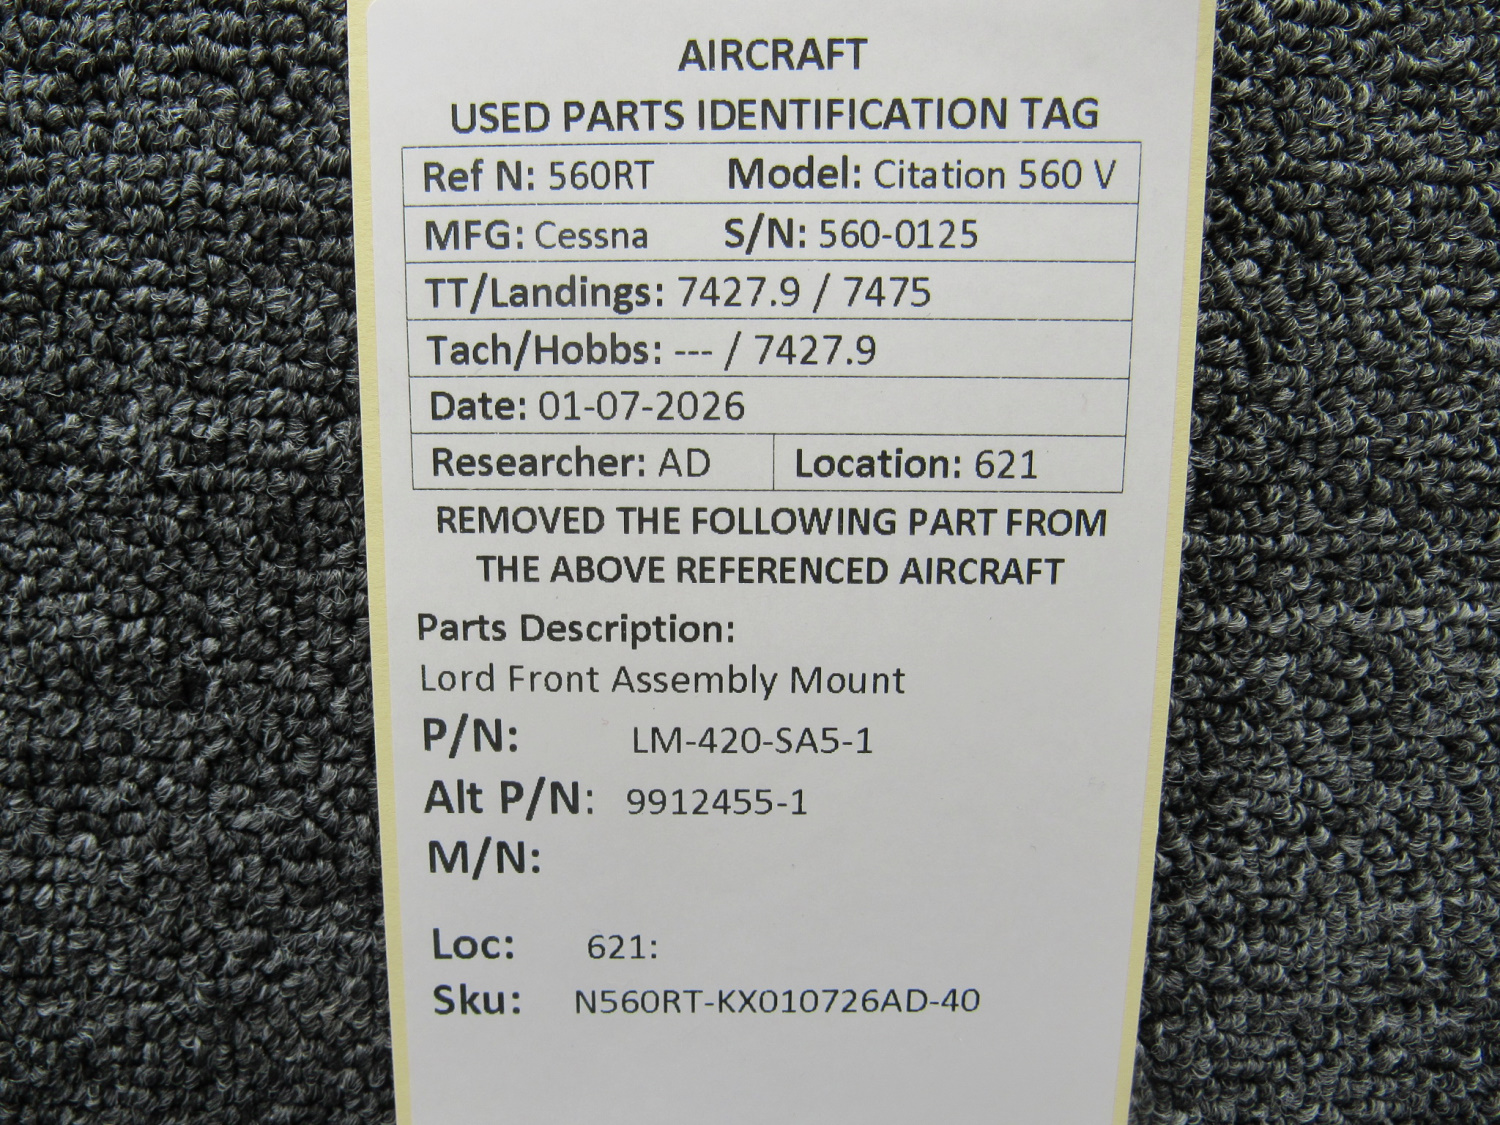 AIRCRAFT
USED PARTS IDENTIFICATION TAG
Ref N: 560RT Model: Citation 560 V
MFG: Cessna S/N: 560-0125
TT/Landings: 7427.9 / 7475
Tach/Hobbs: --- / 7427.9
Date: 01-07-2026
Researcher: AD Location: 621
REMOVED THE FOLLOWING PART FROM
THE ABOVE REFERENCED AIRCRAFT
Parts Description:
Lord Front Assembly Mount
P/N: LM-420-SA5-1
Alt P/N: 9912455-1
M/N:
Loc: 621:
Sku: N560RT-KX010726AD-40